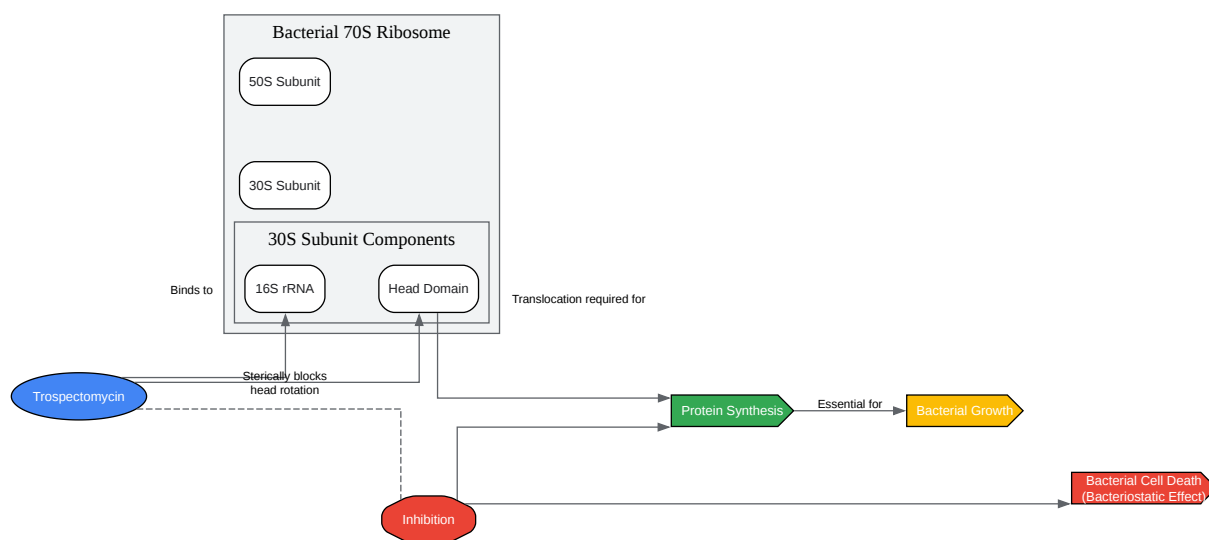 Bacterial 70S Ribosome
50S Subunit
30S Subunit
30S Subunit Components
16S rRNA
Head Domain
Binds to
Translocation required for
Sterically blocks
head rotation
Trospectomycin
Protein Synthesis
Essential for
Bacterial Growth
Inhibition
Bacterial Cell Death
(Bacteriostatic Effect)